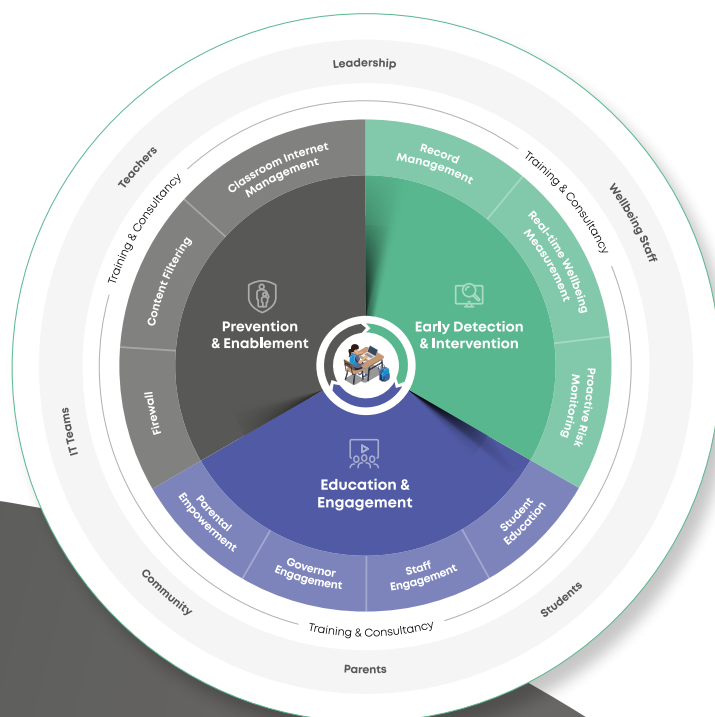 Leadership
Teachers
Wellbeing Staff
IT Teams
Community
Parents
Students
Training & Consultancy
Training & Consultancy
Training & Consultancy
Classroom Internet
Management
Content Filtering
Firewall
Record
Management
Real-time Wellbeing
Measurement
Proactive Risk
Monitoring
Prevention
& Enablement
Early Detection
& Intervention
Education &
Engagement
Parental
Empowerment
Governor
Engagement
Staff
Engagement
Student
Education